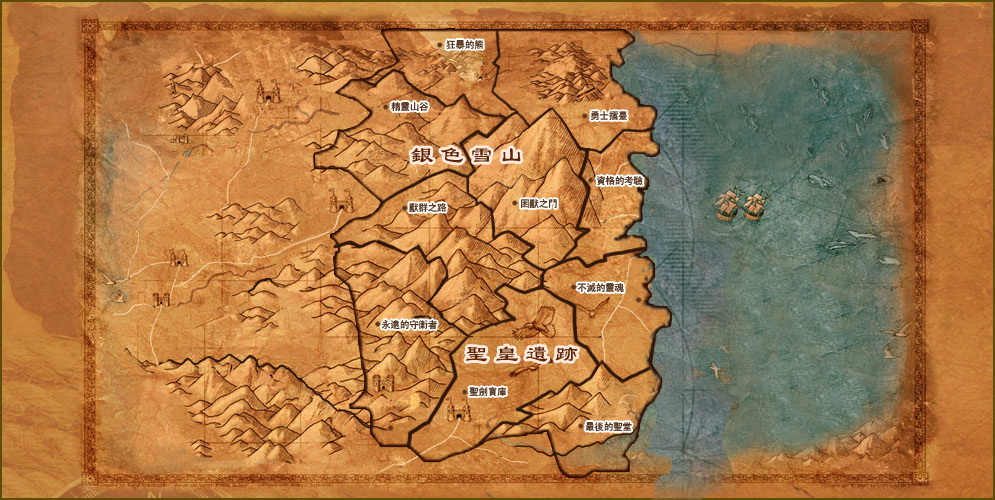 狂暴的熊
精靈山谷
勇士擂臺
銀色雪山
資格的考驗
獸群之路
困獸之鬥
不滅的靈魂
永遠的守衛者
聖皇遺跡
聖劍寶庫
最後的聖堂